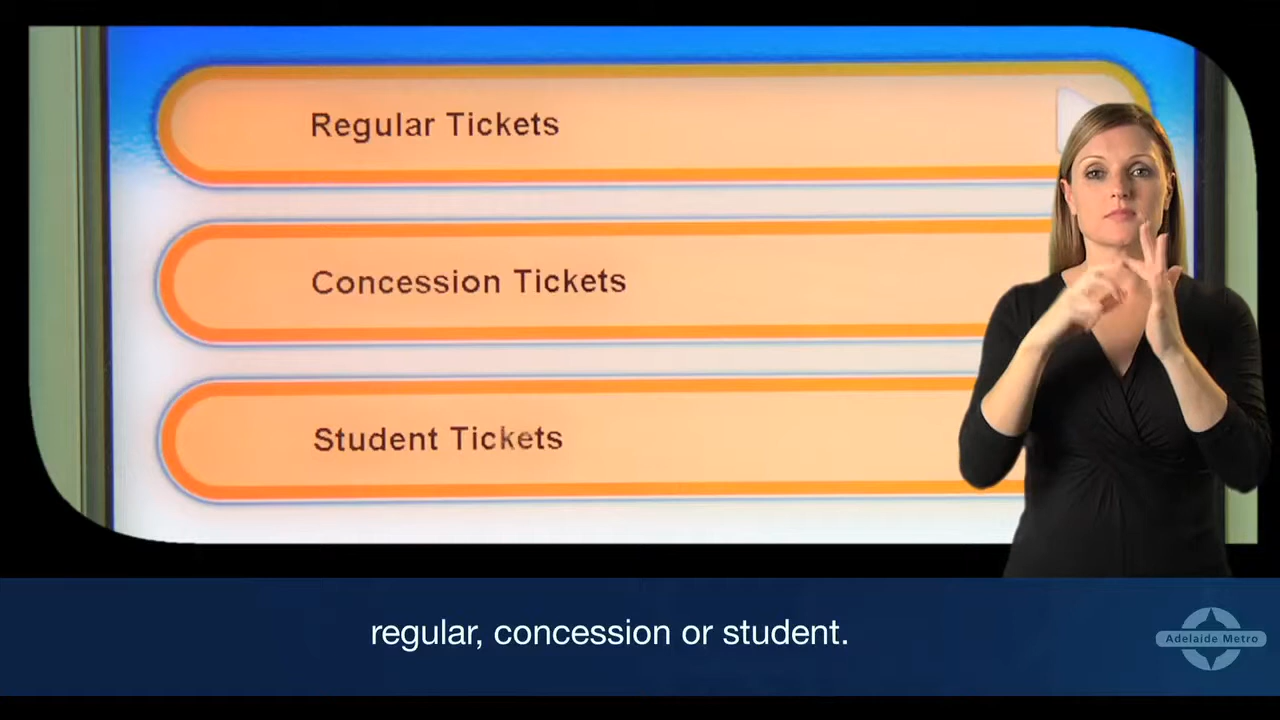 Regular Tickets
Concession Tickets
Student Tickets
regular, concession or student.
Adelaide Metro